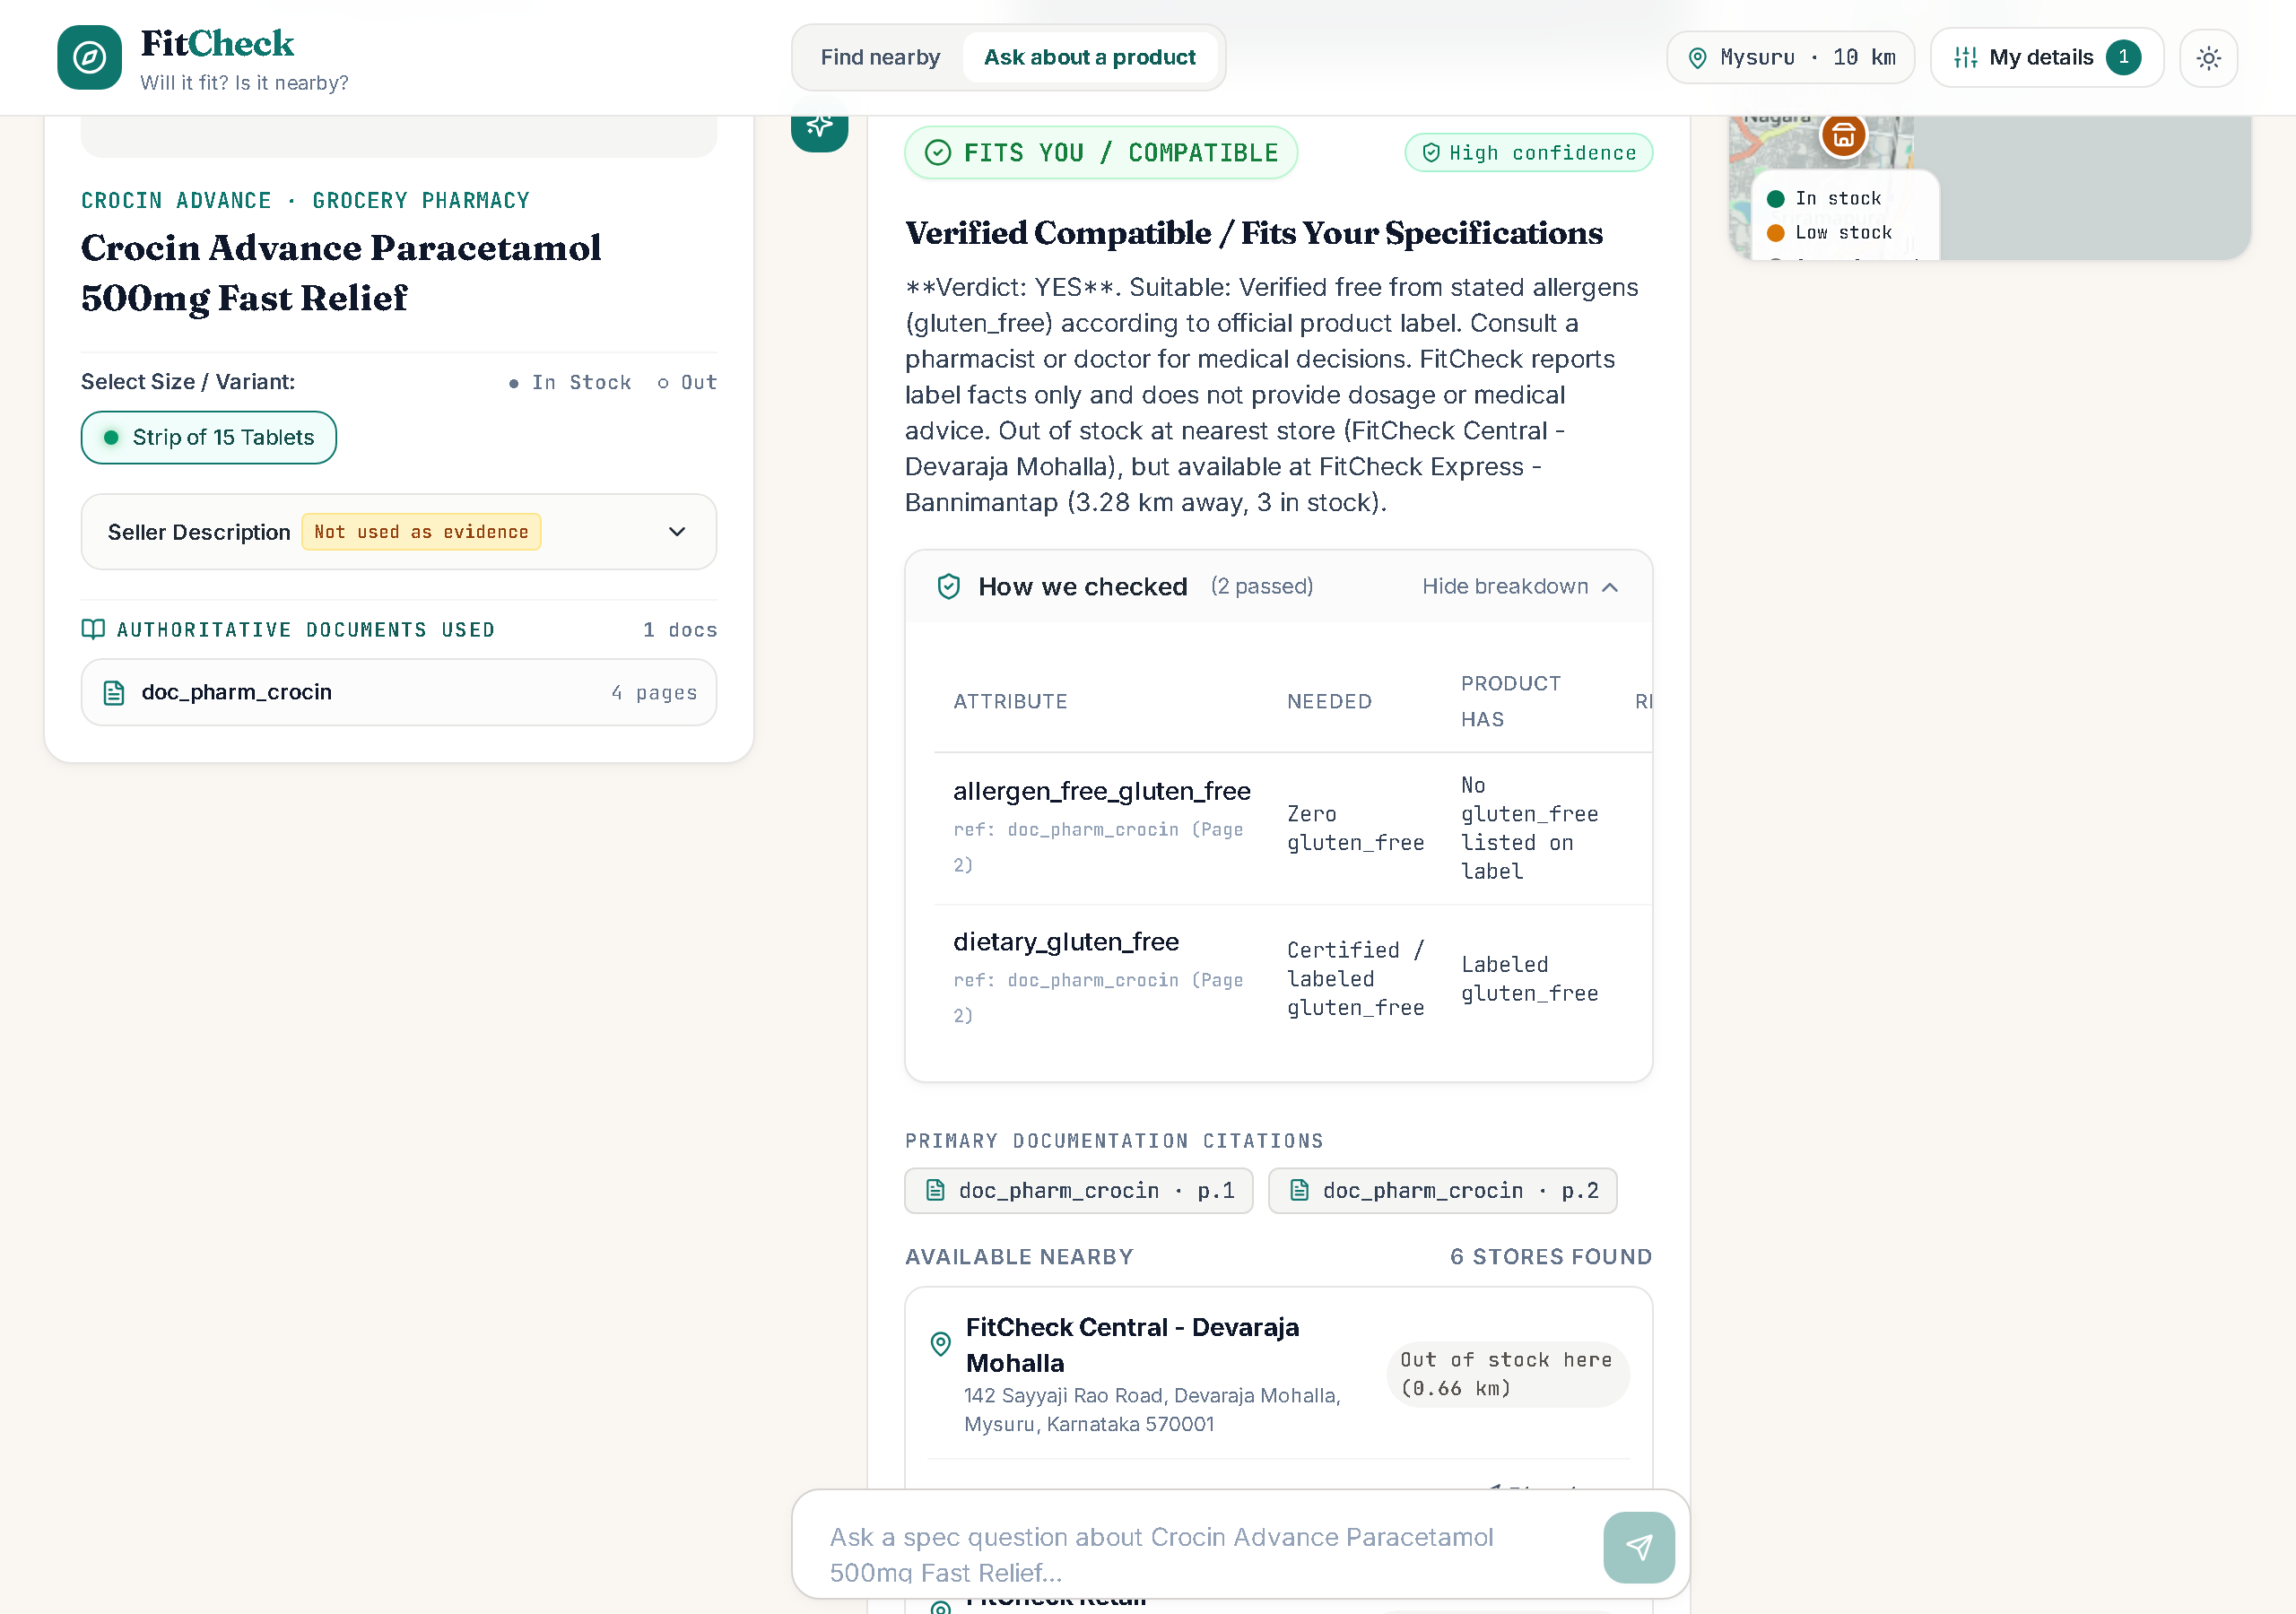 FitCheck
Will it fit? Is it nearby?
Find nearby
Ask about a product
Mysuru · 10 km
My details 1
CROCIN ADVANCE · GROCERY PHARMACY
Crocin Advance Paracetamol
500mg Fast Relief
Select Size / Variant:
In Stock
Out
Strip of 15 Tablets
Seller Description
Not used as evidence
AUTHORITATIVE DOCUMENTS USED
1 docs
doc_pharm_crocin
4 pages
FITS YOU / COMPATIBLE
High confidence
Verified Compatible / Fits Your Specifications
**Verdict: YES**. Suitable: Verified free from stated allergens
(gluten_free) according to official product label. Consult a
pharmacist or doctor for medical decisions. FitCheck reports
label facts only and does not provide dosage or medical
advice. Out of stock at nearest store (FitCheck Central -
Devaraja Mohalla), but available at FitCheck Express -
Bannimantap (3.28 km away, 3 in stock).
How we checked (2 passed)
Hide breakdown
ATTRIBUTE
NEEDED
PRODUCT
HAS
allergen_free_gluten_free
ref: doc_pharm_crocin (Page
2)
Zero
gluten_free
No
gluten_free
listed on
label
dietary_gluten_free
ref: doc_pharm_crocin (Page
2)
Certified /
labeled
gluten_free
Labeled
gluten_free
PRIMARY DOCUMENTATION CITATIONS
doc_pharm_crocin · p.1
doc_pharm_crocin · p.2
AVAILABLE NEARBY
6 STORES FOUND
FitCheck Central - Devaraja
Mohalla
142 Sayyaji Rao Road, Devaraja Mohalla,
Mysuru, Karnataka 570001
Out of stock here
(0.66 km)
Ask a spec question about Crocin Advance Paracetamol
500mg Fast Relief...
FitCheck Retail
In stock
Low stock